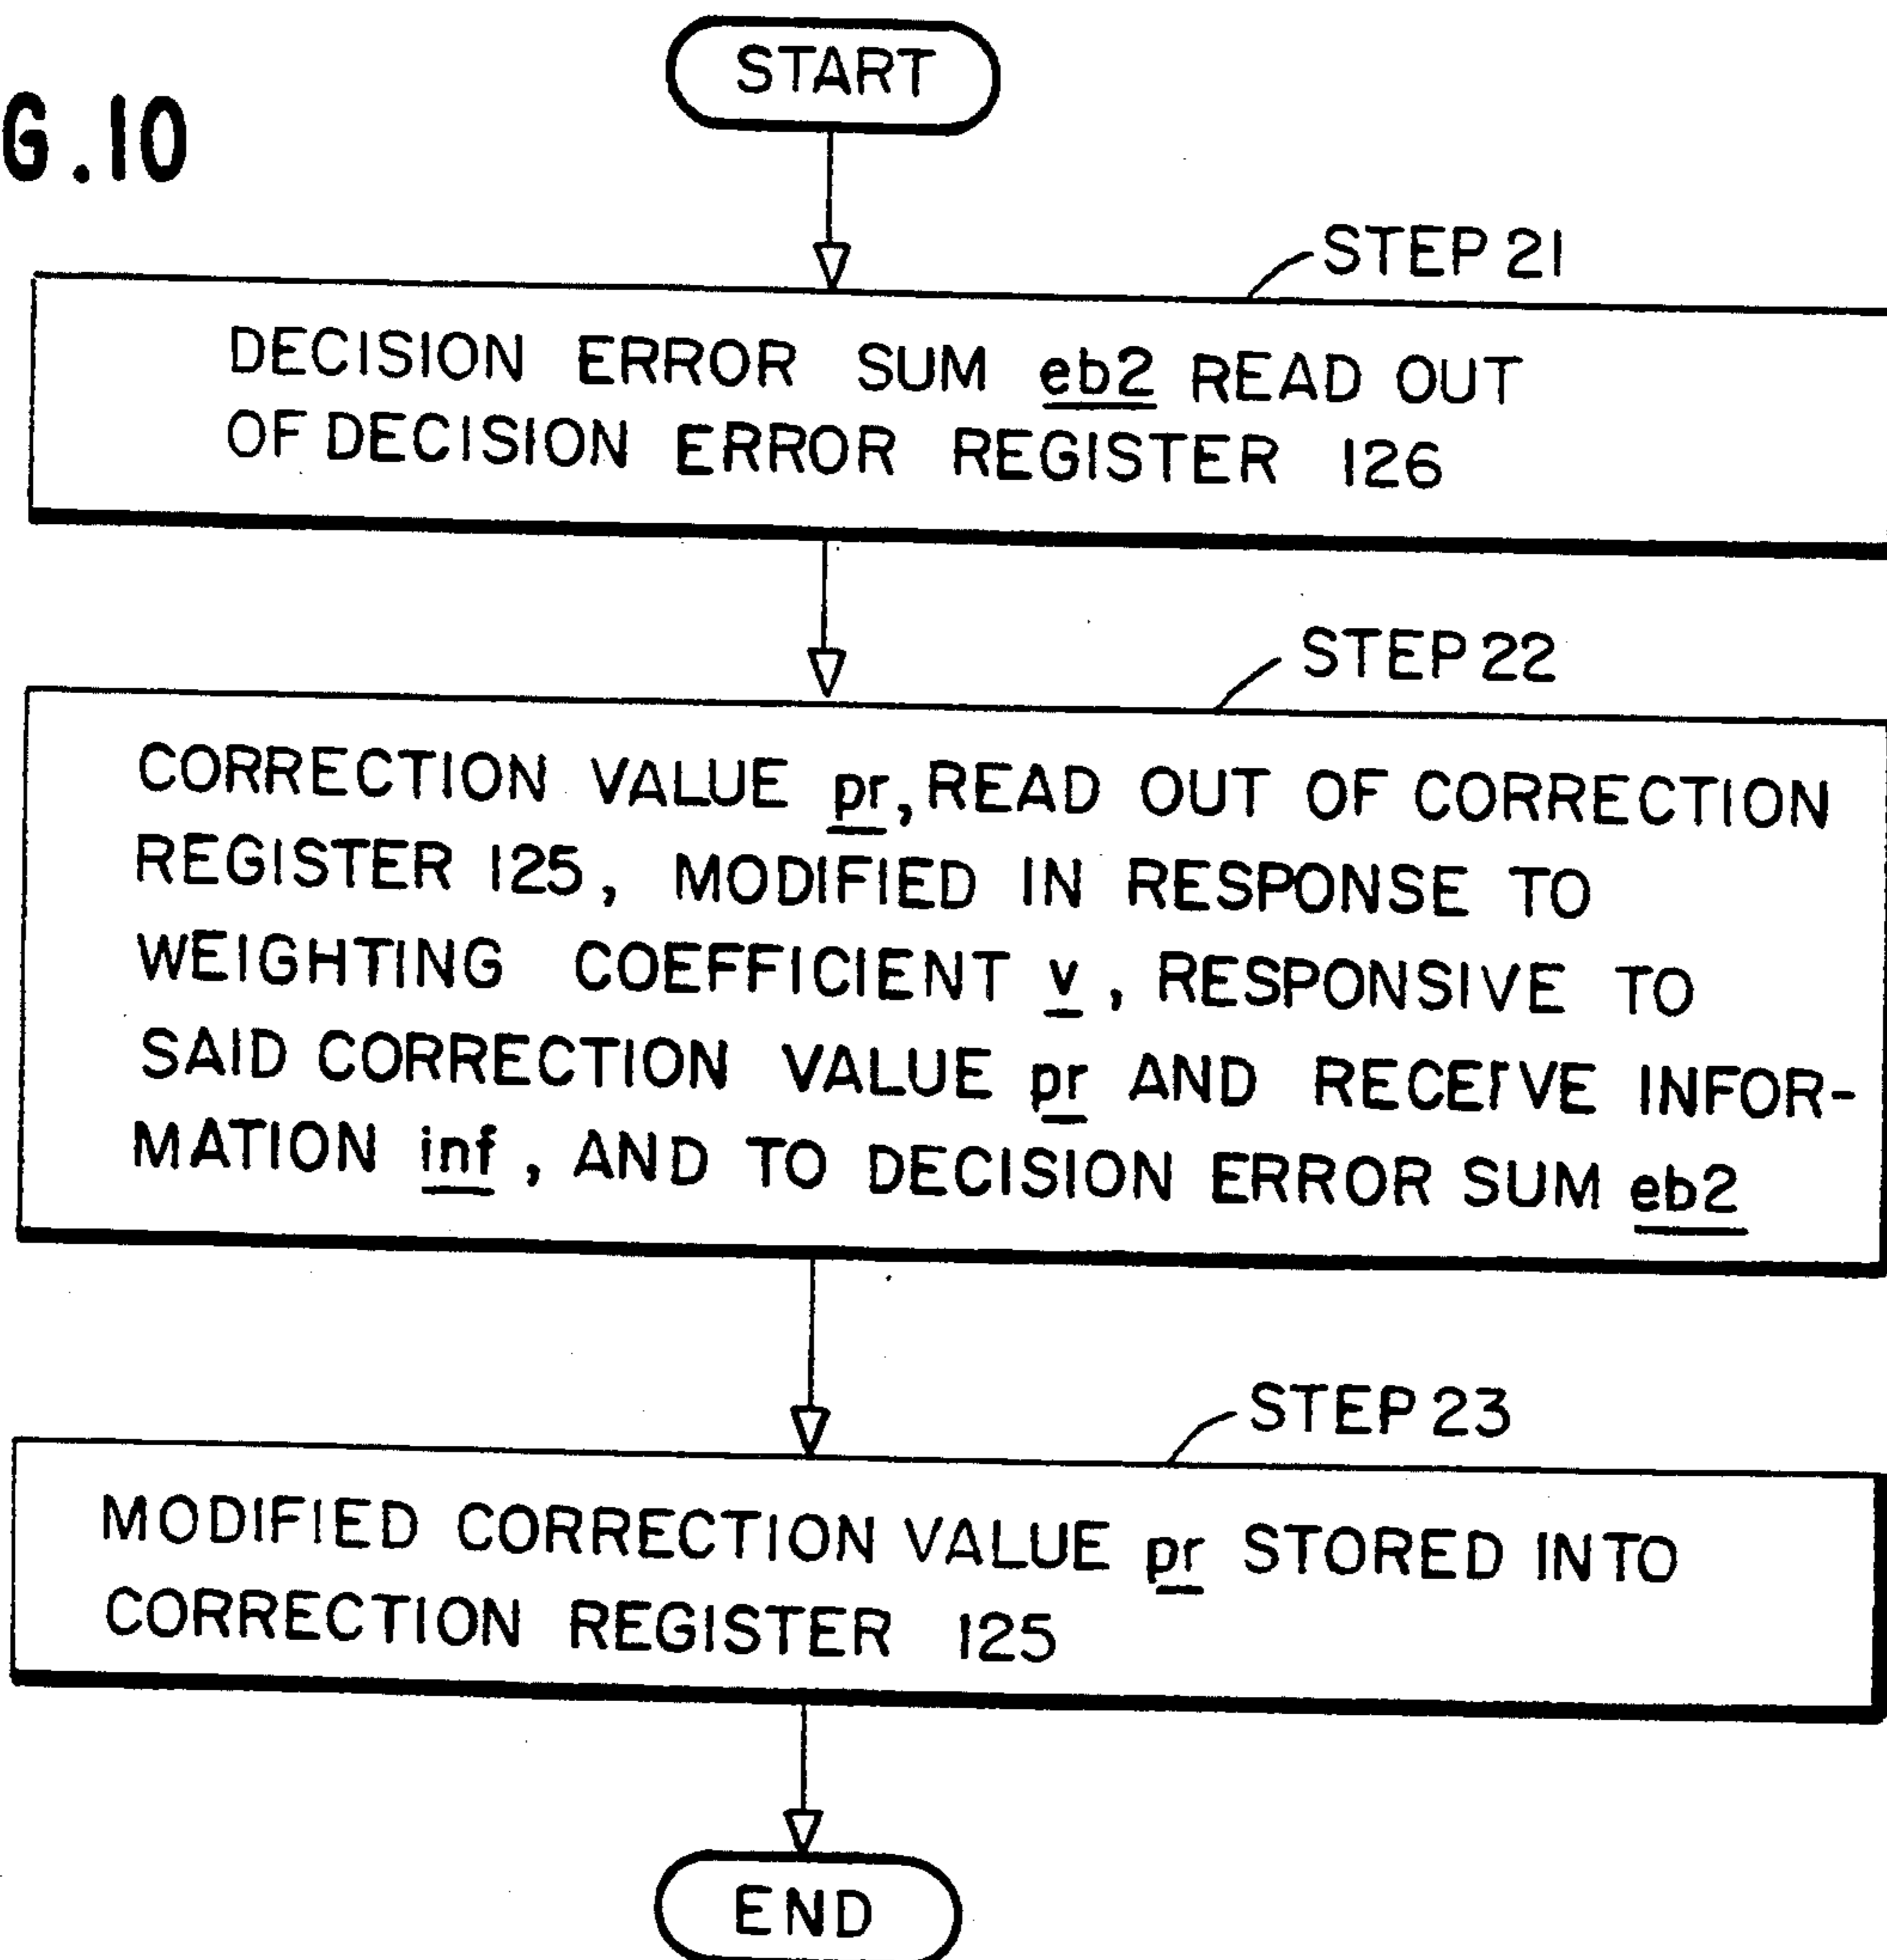 G.10
START
STEP 21
DECISION ERROR SUM eb2 READ OUT
OF DECISION ERROR REGISTER 126
STEP 22
CORRECTION VALUE pr, READ OUT OF CORRECTION
REGISTER 125, MODIFIED IN RESPONSE TO
WEIGHTING COEFFICIENT v, RESPONSIVE TO
SAID CORRECTION VALUE pr AND RECEIVE INFOR-
MATION inf, AND TO DECISION ERROR SUM eb2
STEP 23
MODIFIED CORRECTION VALUE pr STORED INTO
CORRECTION REGISTER 125
END